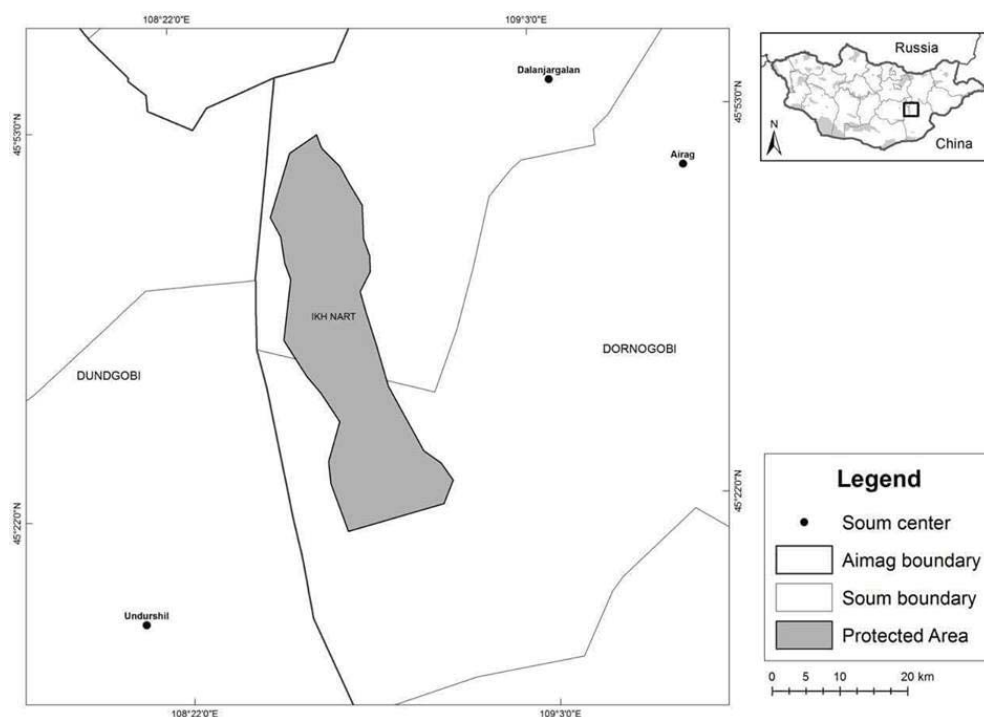 108°22'0"E
109°3'0"E
Russia
China
N
Dalanjargalan
45°53'0"N
45°53'0"N
Airag
IKH NART
DORNOGOBI
DUNDGOBI
45°22'0"N
45°22'0"N
Undurshil
108°22'0"E
109°3'0"E
Legend
Soum center
Aimag boundary
Soum boundary
Protected Area
0 5 10 20 km